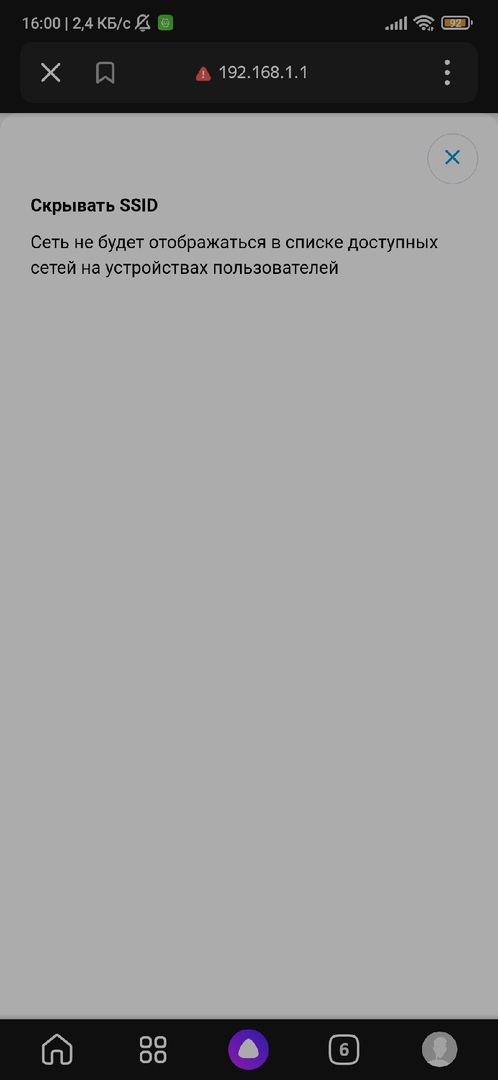 16:00 | 2,4 КБ/с
92
192.168.1.1
Скрывать SSID
Сеть не будет отображаться в списке доступных
сетей на устройствах пользователей
6